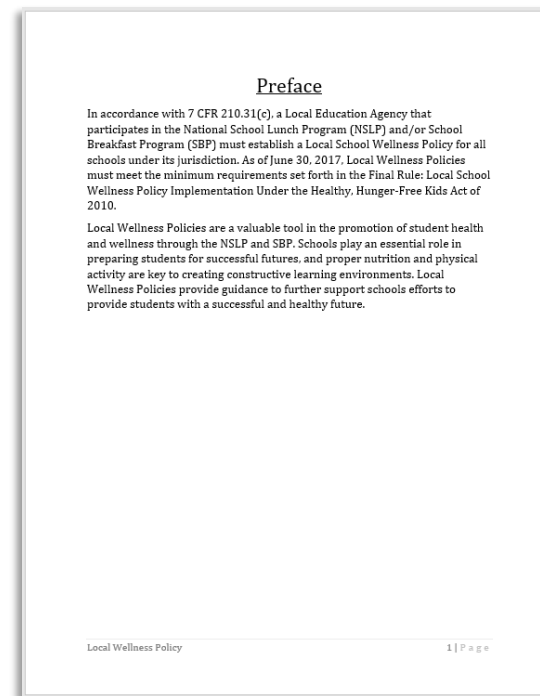 Preface
In accordance with 7 CFR 210.31(c), a Local Education Agency that
participates in the National School Lunch Program (NSLP) and/or School
Breakfast Program (SBP) must establish a Local School Wellness Policy for all
schools under its jurisdiction. As of June 30, 2017, Local Wellness Policies
must meet the minimum requirements set forth in the Final Rule: Local School
Wellness Policy Implementation Under the Healthy, Hunger-Free Kids Act of
2010.
Local Wellness Policies are a valuable tool in the promotion of student health
and wellness through the NSLP and SBP. Schools play an essential role in
preparing students for successful futures, and proper nutrition and physical
activity are key to creating constructive learning environments. Local
Wellness Policies provide guidance to further support schools efforts to
provide students with a successful and healthy future.
Local Wellness Policy 1 | Page